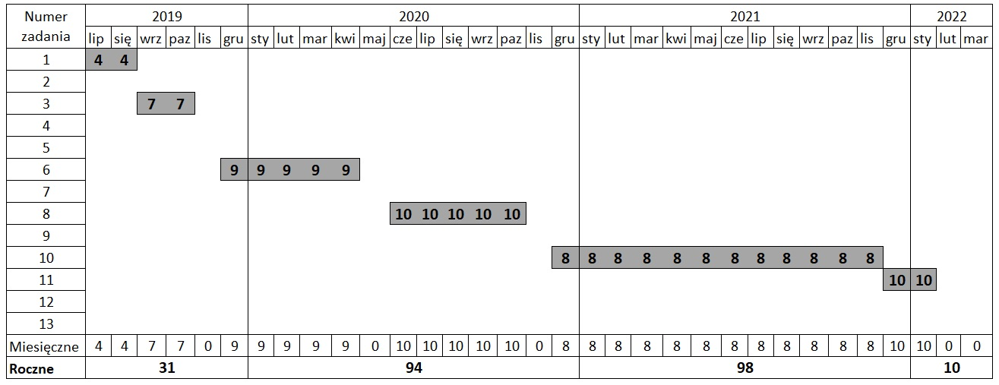 Numer zadania 2019 2020 2021 2022
lip się wrz paz lis gru sty lut mar kwi maj cze lip się wrz paz lis gru sty lut mar kwi maj cze lip się wrz paz lis gru sty lut mar
1 4 4
2
3 7 7
4
5
6 9 9 9 9 9
7
8 10 10 10 10 10
9
10 8 8 8 8 8 8 8 8 8 8 8 8
11 10 10
12
13
Miesięczne 4 4 7 7 0 9 9 9 9 9 0 10 10 10 10 10 0 8 8 8 8 8 8 8 8 8 8 8 8 10 10 0 0
Roczne 31 94 98 10